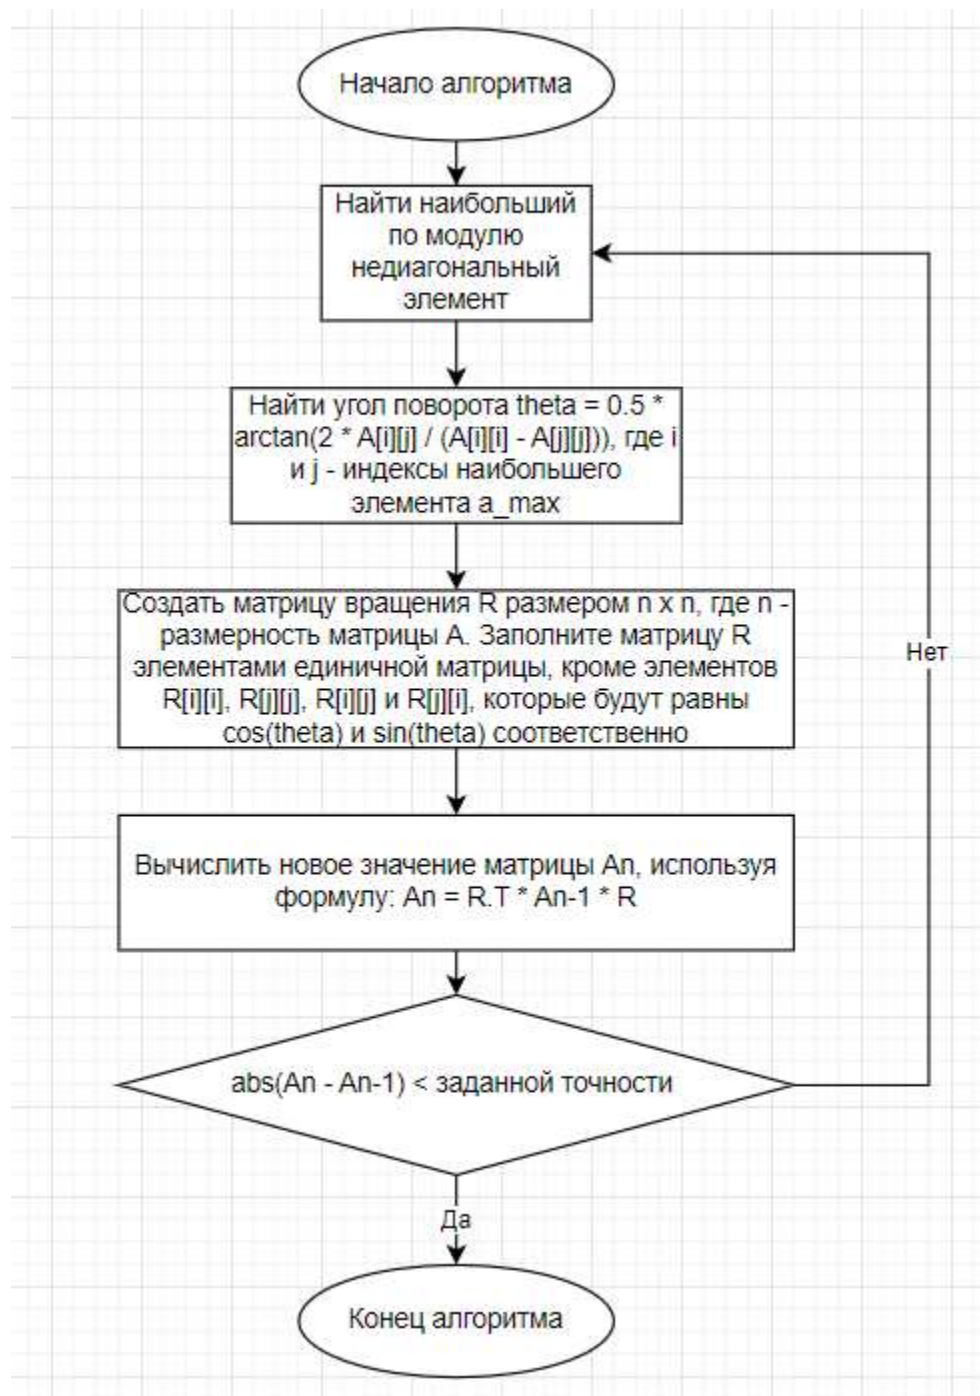 Начало алгоритма
Найти наибольший
по модулю
недиагональный
элемент
Найти угол поворота theta = 0.5 *
arctan(2 * A[i][j] / (A[i][i] - A[j][j])), где i
и j - индексы наибольшего
элемента a_max
Создать матрицу вращения R размером n x n, где n -
размерность матрицы A. Заполните матрицу R
элементами единичной матрицы, кроме элементов
R[i][i], R[j][j], R[i][j] и R[j][i], которые будут равны
cos(theta) и sin(theta) соответственно
Нет
Вычислить новое значение матрицы An, используя
формулу: An = R.T * An-1 * R
abs(An - An-1) < заданной точности
Да
Конец алгоритма